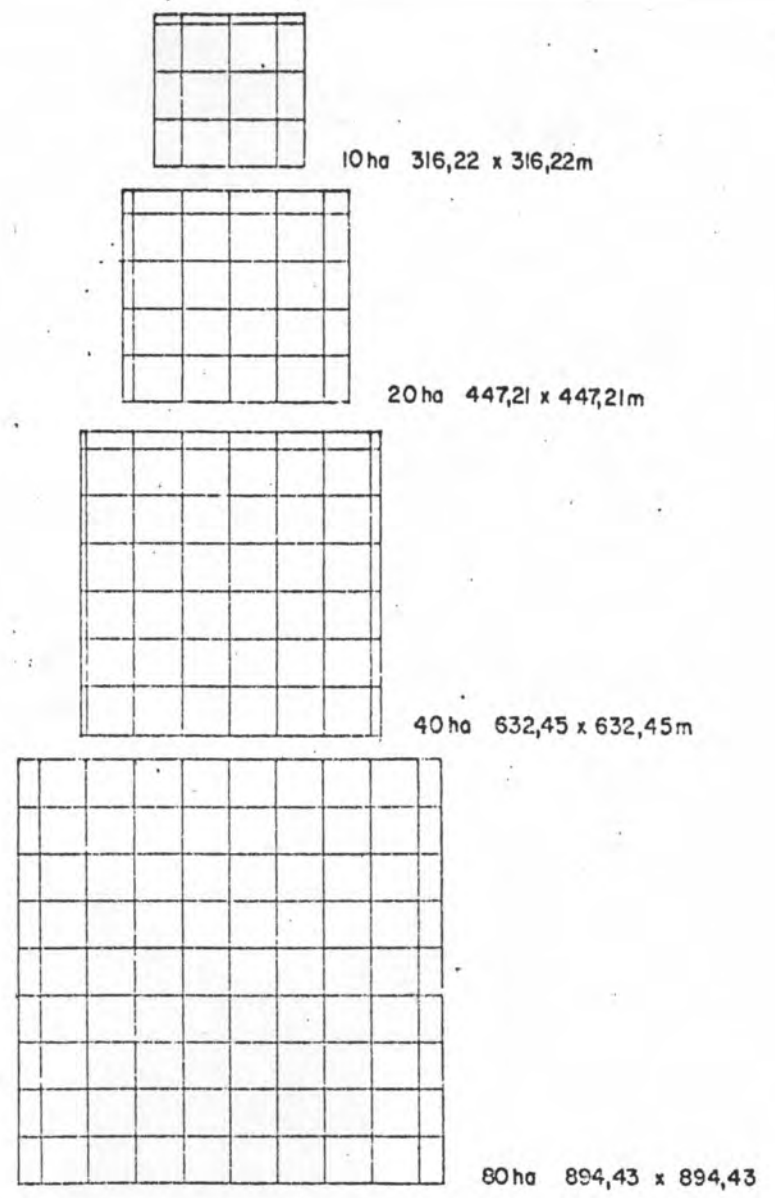 10 ha 316,22 x 316,22m
20 ha 447,21 x 447,21m
40 ha 632,45 x 632,45m
80 ha 894,43 x 894,43